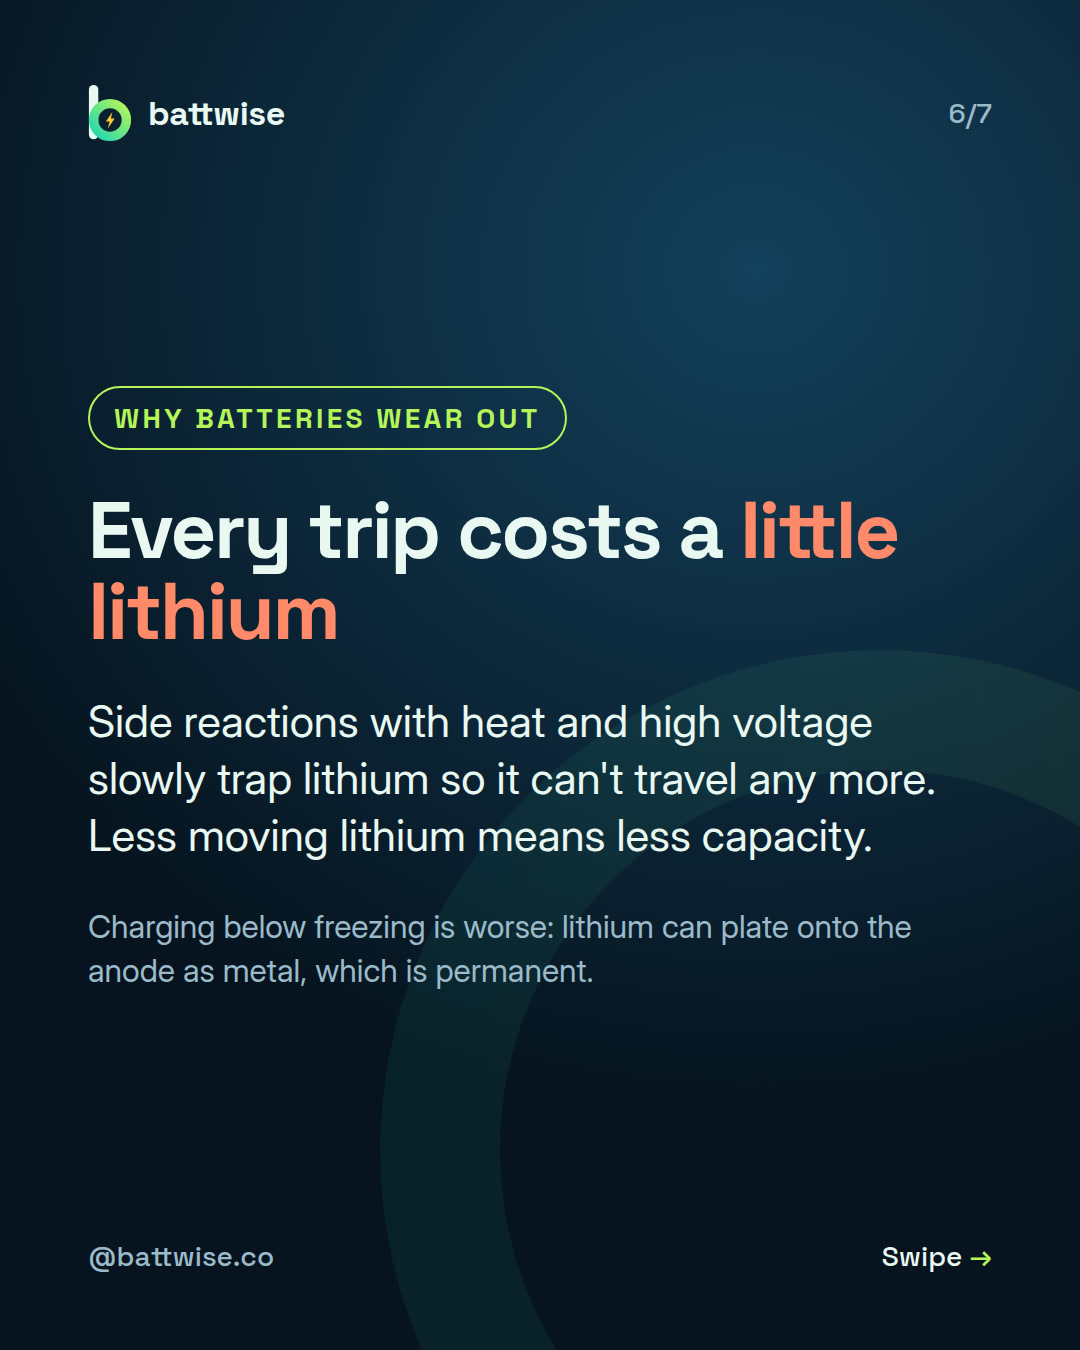 battwise
6/7
WHY BATTERIES WEAR OUT
Every trip costs a little
lithium
Side reactions with heat and high voltage
slowly trap lithium so it can't travel any more.
Less moving lithium means less capacity.
Charging below freezing is worse: lithium can plate onto the
anode as metal, which is permanent.
@battwise.co
Swipe →